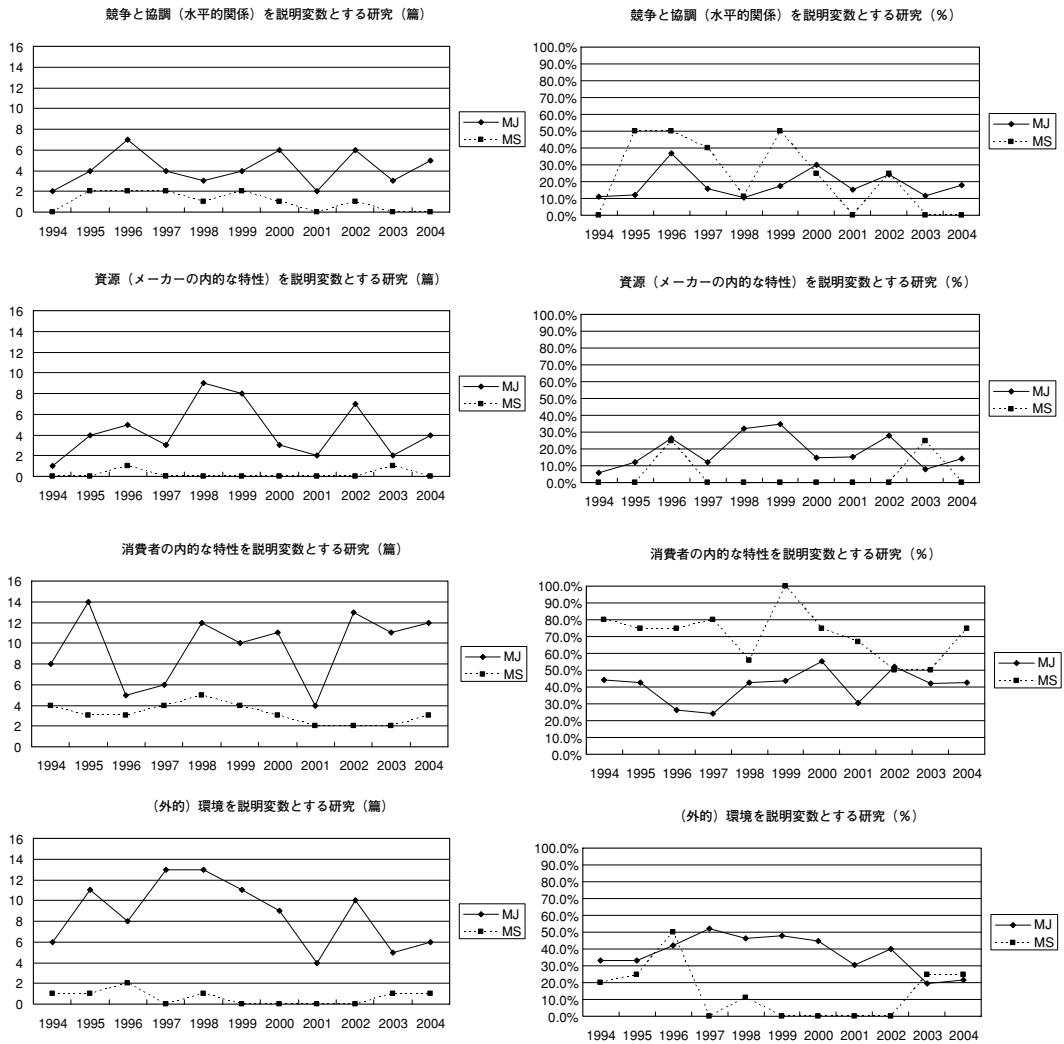 競争と協調（水平的関係）を説明変数とする研究（篇）
16
14
12
10
8
6
4
2
0
1994 1995 1996 1997 1998 1999 2000 2001 2002 2003 2004
MJ
MS
競争と協調（水平的関係）を説明変数とする研究（％）
100.0%
90.0%
80.0%
70.0%
60.0%
50.0%
40.0%
30.0%
20.0%
10.0%
0.0%
1994 1995 1996 1997 1998 1999 2000 2001 2002 2003 2004
MJ
MS
資源（メーカーの内的な特性）を説明変数とする研究（篇）
16
14
12
10
8
6
4
2
0
1994 1995 1996 1997 1998 1999 2000 2001 2002 2003 2004
MJ
MS
資源（メーカーの内的な特性）を説明変数とする研究（％）
100.0%
90.0%
80.0%
70.0%
60.0%
50.0%
40.0%
30.0%
20.0%
10.0%
0.0%
1994 1995 1996 1997 1998 1999 2000 2001 2002 2003 2004
MJ
MS
消費者の内的な特性を説明変数とする研究（篇）
16
14
12
10
8
6
4
2
0
1994 1995 1996 1997 1998 1999 2000 2001 2002 2003 2004
MJ
MS
消費者の内的な特性を説明変数とする研究（％）
100.0%
90.0%
80.0%
70.0%
60.0%
50.0%
40.0%
30.0%
20.0%
10.0%
0.0%
1994 1995 1996 1997 1998 1999 2000 2001 2002 2003 2004
MJ
MS
（外的）環境を説明変数とする研究（篇）
16
14
12
10
8
6
4
2
0
1994 1995 1996 1997 1998 1999 2000 2001 2002 2003 2004
MJ
MS
（外的）環境を説明変数とする研究（％）
100.0%
90.0%
80.0%
70.0%
60.0%
50.0%
40.0%
30.0%
20.0%
10.0%
0.0%
1994 1995 1996 1997 1998 1999 2000 2001 2002 2003 2004
MJ
MS